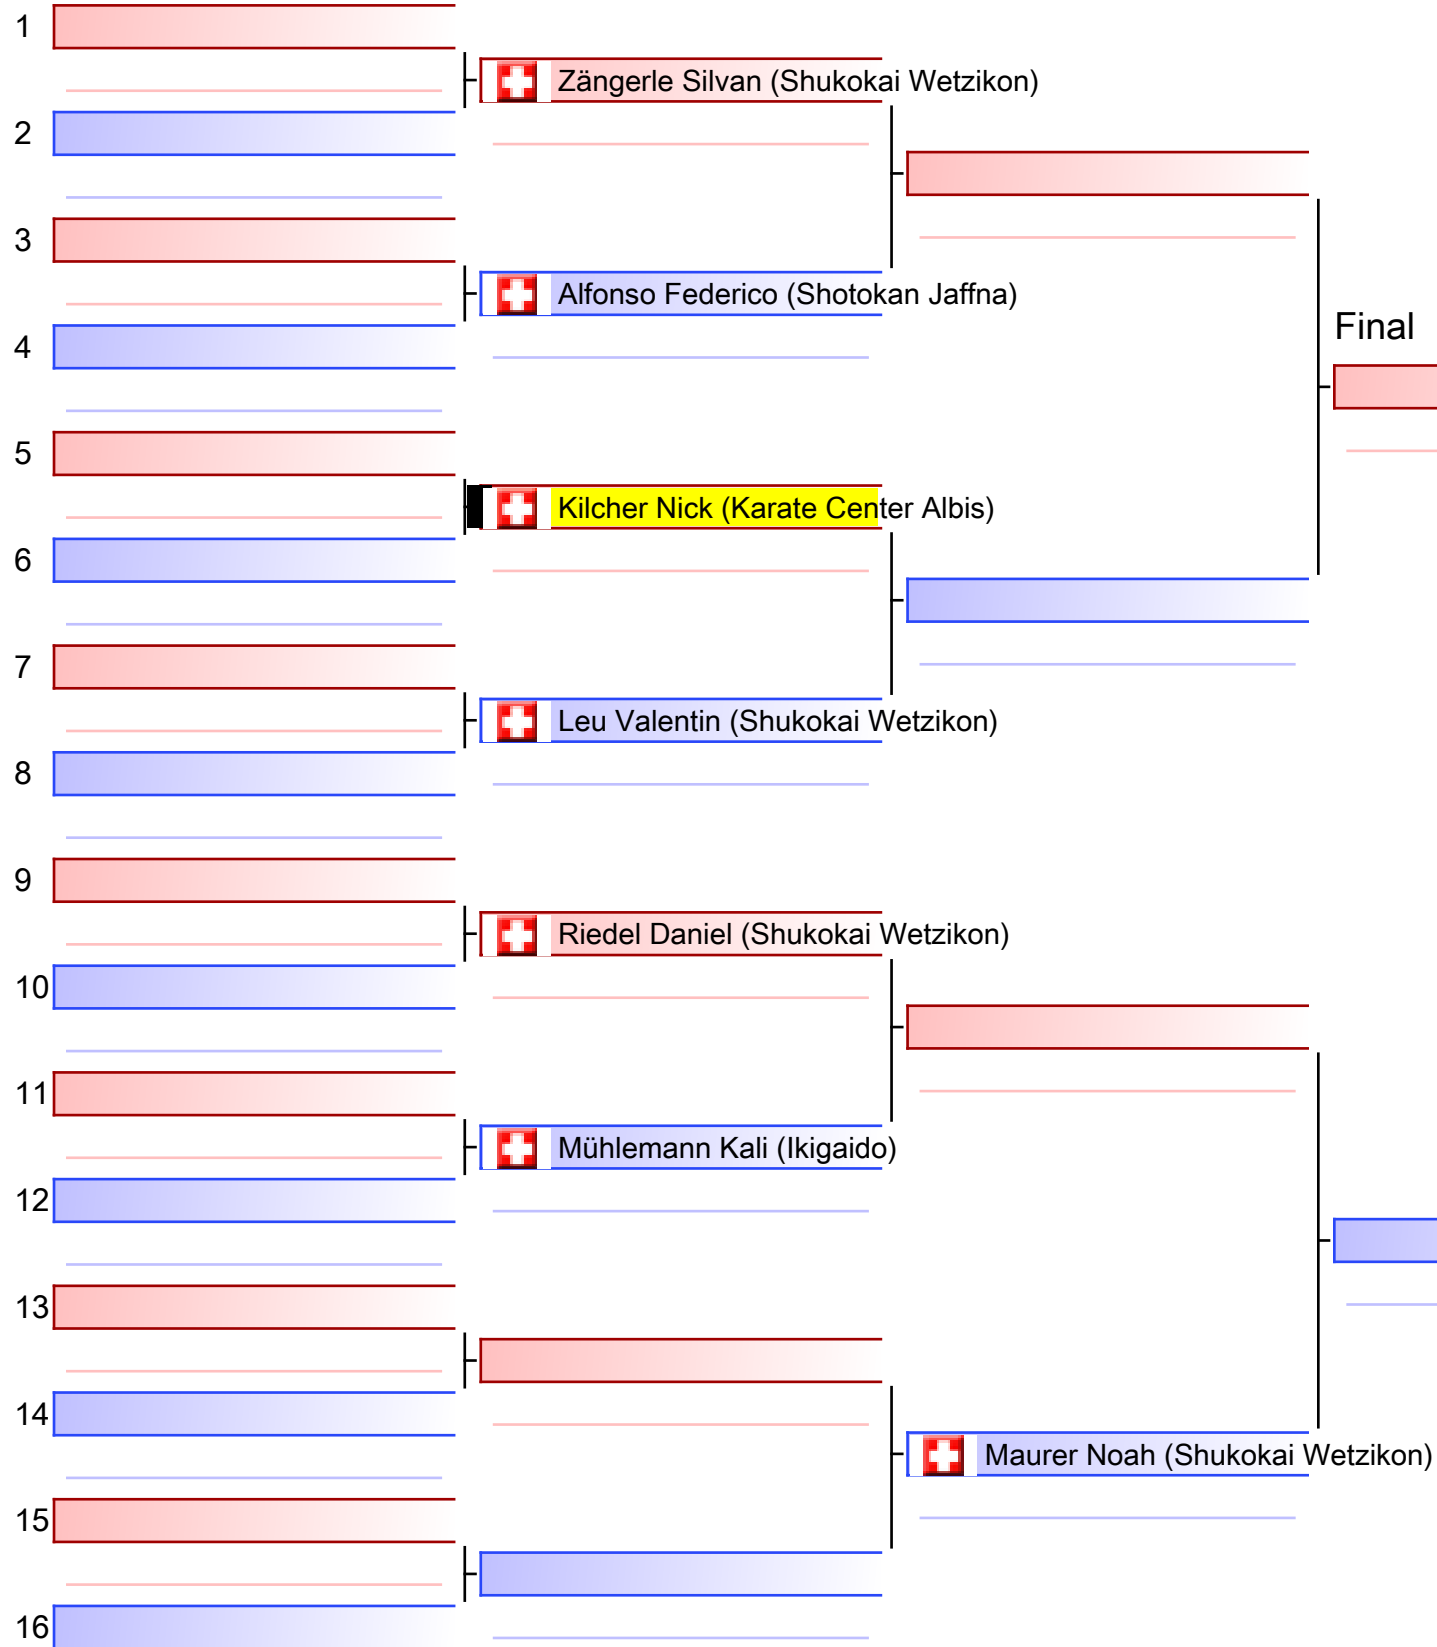 1
Zängerle Silvan (Shukokai Wetzikon)
2
3
Alfonso Federico (Shotokan Jaffna)
4
Final
5
Kilcher Nick (Karate Center Albis)
6
7
Leu Valentin (Shukokai Wetzikon)
8
9
Riedel Daniel (Shukokai Wetzikon)
10
11
Mühlemann Kali (Ikigaido)
12
13
14
Maurer Noah (Shukokai Wetzikon)
15
16